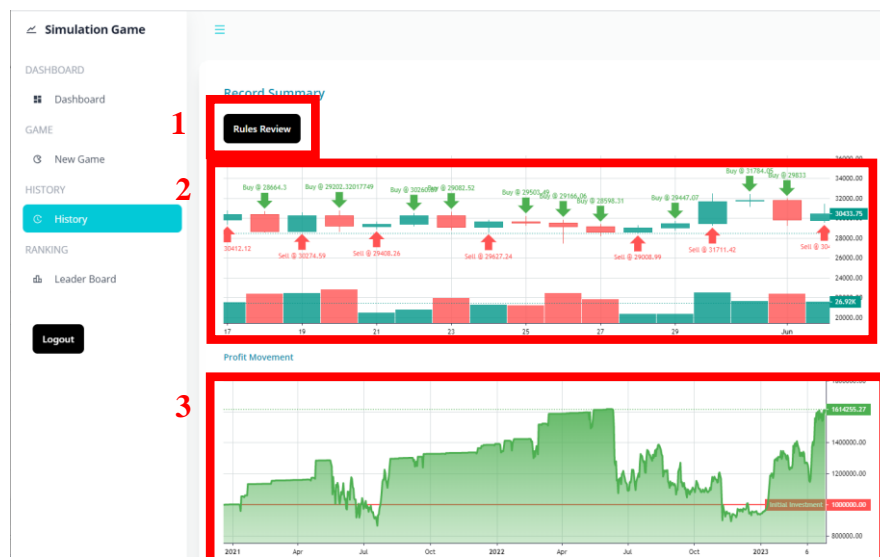 Simulation Game
DASHBOARD
Dashboard
GAME
New Game
HISTORY
History
RANKING
Leader Board
Logout
Record Summary
1
Rules Review
2
36000.00
34000.00
32000.00
30433.75
28000.00
26000.00
24000.00
26.92K
20000.00
Buy @ 28664.3
Buy @ 29202.32017749
Buy @ 29082.52
Buy @ 29166.06
Buy @ 28598.31
Buy @ 29447.07
Buy @ 29833
30412.12
Sell @ 30274.59
Sell @ 29408.26
Sell @ 29627.24
Sell @ 29008.99
Sell @ 31711.42
17 19 21 23 25 27 29 Jun
Profit Movement
3
1800000.00
1614255.27
1400000.00
1200000.00
Initial Investment 1000000.00
800000.00
2021 Apr Jul Oct 2022 Apr Jul Oct 2023 6